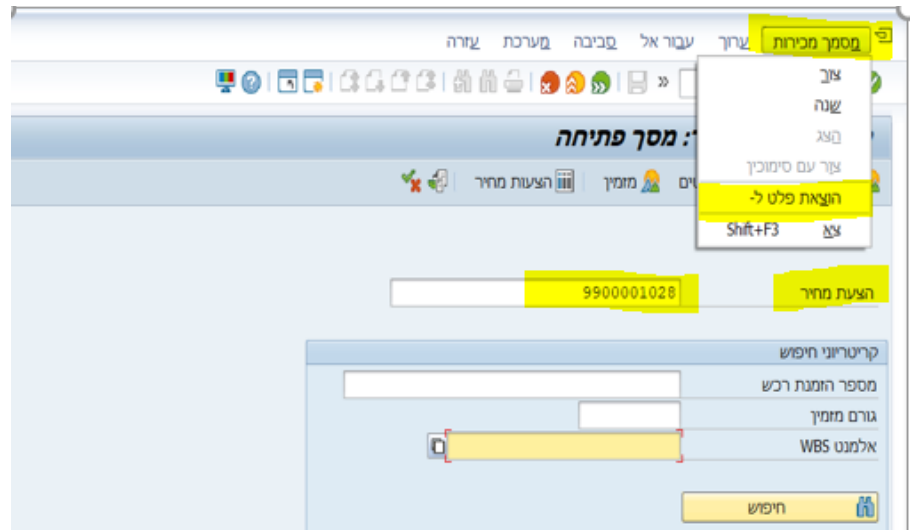 מסמך מכירות ערוך עבור אל סביבה מערכת עזרה
צור
שנה
הצג
צור עם סימוכין
הוצאת פלט ל-
צא Shift+F3
מסך פתיחה
מזמין הצעות מחיר
הצעת מחיר 9900001028
קריטריוני חיפוש
מספר הזמנת רכש
גורם מזמין
אלמנט WBS
חיפוש